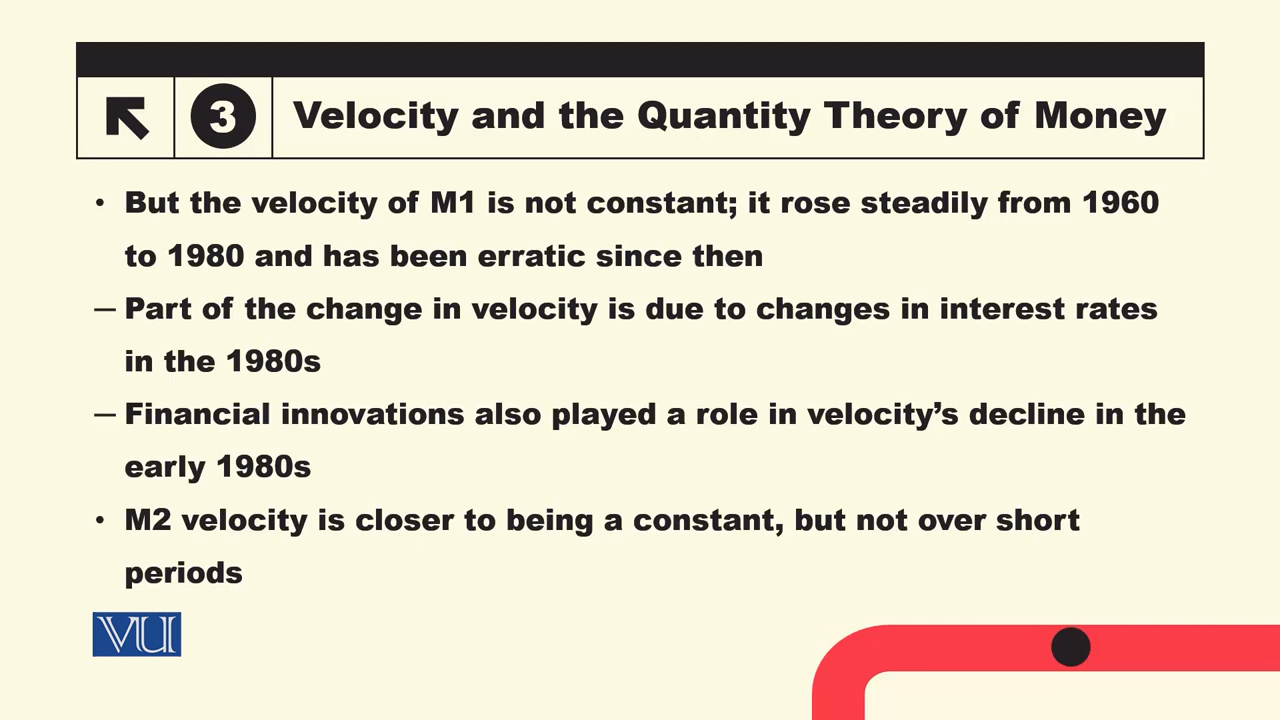 3 Velocity and the Quantity Theory of Money
• But the velocity of M1 is not constant; it rose steadily from 1960
to 1980 and has been erratic since then
– Part of the change in velocity is due to changes in interest rates
in the 1980s
– Financial innovations also played a role in velocity’s decline in the
early 1980s
• M2 velocity is closer to being a constant, but not over short
periods
VU